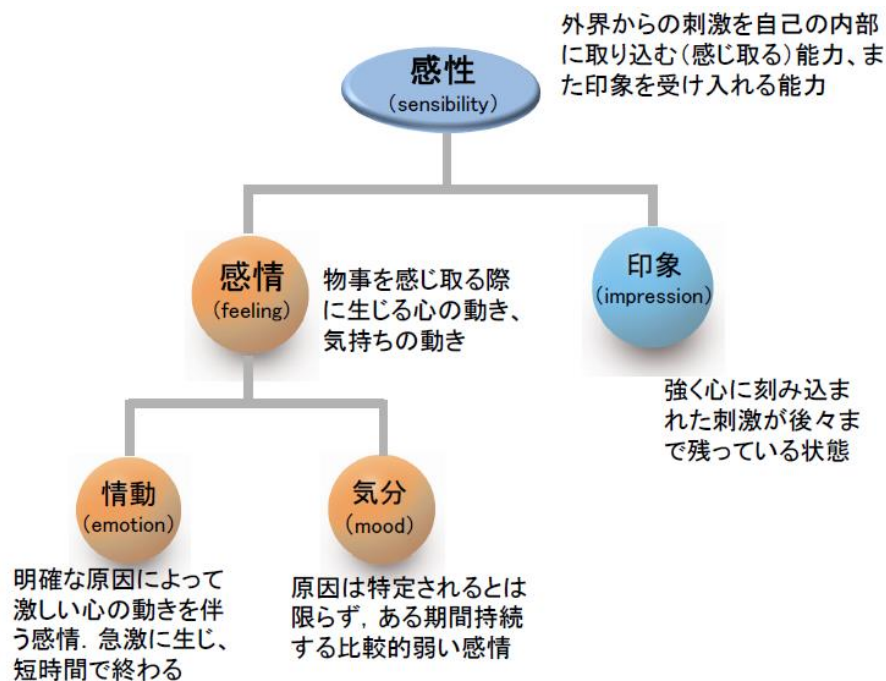 感性
(sensibility)
外界からの刺激を自己の内部
に取り込む(感じ取る)能力、ま
た印象を受け入れる能力
感情
(feeling)
物事を感じ取る際
に生じる心の動き、
気持ちの動き
印象
(impression)
強く心に刻み込ま
れた刺激が後々ま
で残っている状態
情動
(emotion)
明確な原因によって
激しい心の動きを伴
う感情. 急激に生じ、
短時間で終わる
気分
(mood)
原因は特定されるとは
限らず, ある期間持続
する比較的弱い感情